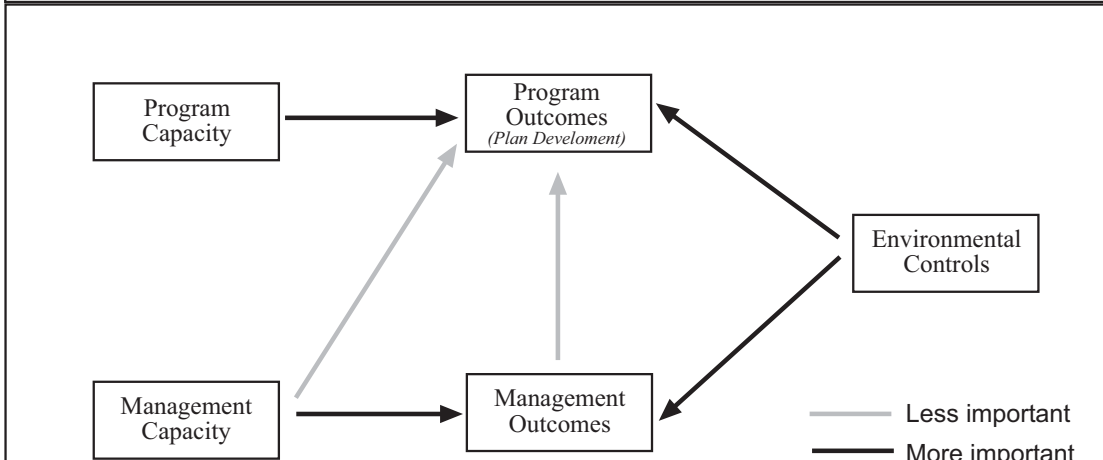 Program
Capacity
Program
Outcomes
(Plan Develoment)
Environmental
Controls
Management
Capacity
Management
Outcomes
Less important
More important